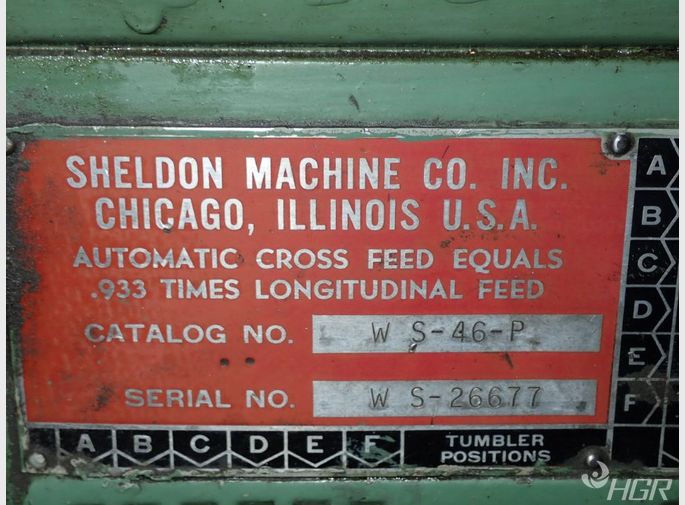 SHELDON MACHINE CO. INC.
CHICAGO, ILLINOIS U.S.A.
AUTOMATIC CROSS FEED EQUALS
.933 TIMES LONGITUDINAL FEED
CATALOG NO. W S-46-P
SERIAL NO. W S-26677
A B C D E F TUMBLER
POSITIONS
A
B
C
D
E
F
HGR